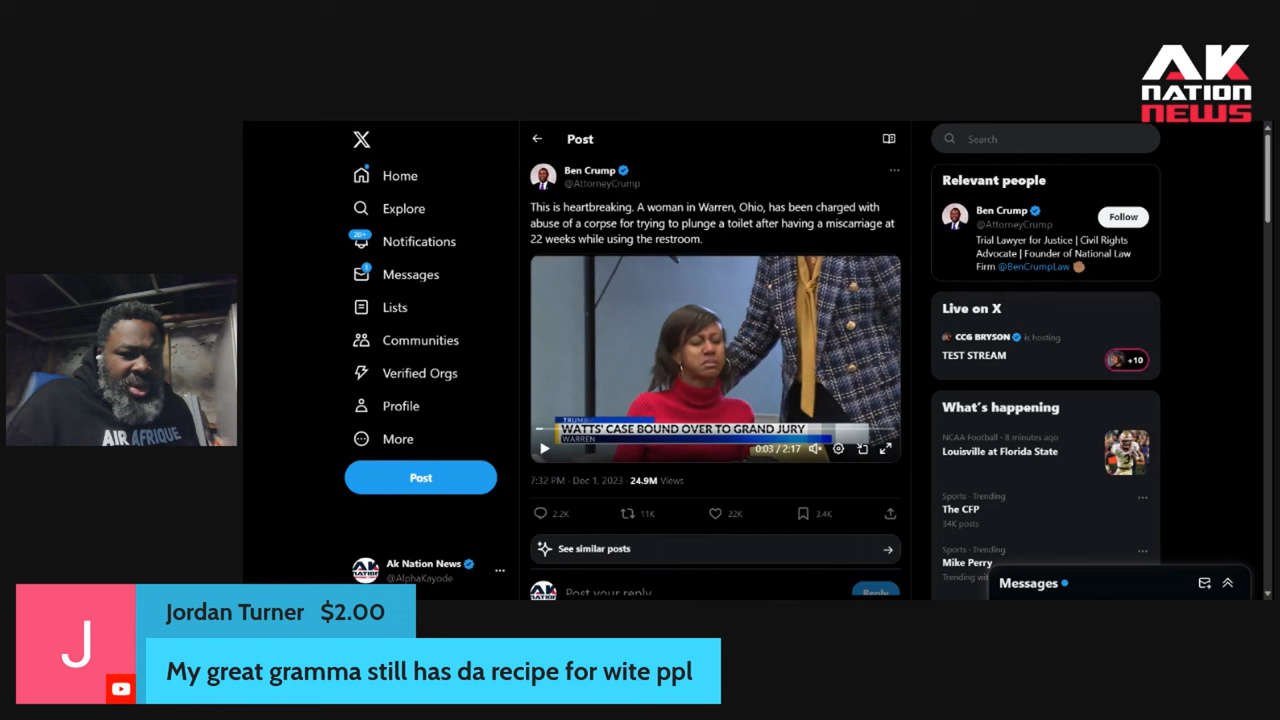 AK
NATION
NEWS
Home
Explore
20+
Notifications
Messages
Lists
Communities
Verified Orgs
Profile
More
Post
Ak Nation News
@AlphaKayode
Post
Ben Crump
@AttorneyCrump
This is heartbreaking. A woman in Warren, Ohio, has been charged with
abuse of a corpse for trying to plunge a toilet after having a miscarriage at
22 weeks while using the restroom.
WATTS' CASE BOUND OVER TO GRAND JURY
WARREN
0:03 / 2:17
7:32 PM · Dec 1, 2023 · 24.9M Views
2.2K
11K
22K
3.4K
See similar posts
Post your reply
Reply
Search
Relevant people
Ben Crump
@AttorneyCrump
Follow
Trial Lawyer for Justice | Civil Rights
Advocate | Founder of National Law
Firm @BenCrumpLaw
Live on X
CCG BRYSON is hosting
TEST STREAM
+10
What's happening
NCAA Football · 8 minutes ago
Louisville at Florida State
Sports · Trending
The CFP
34K posts
Sports · Trending
Mike Perry
Trending
Messages
AIR AFRIQUE
J
Jordan Turner $2.00
My great gramma still has da recipe for wite ppl